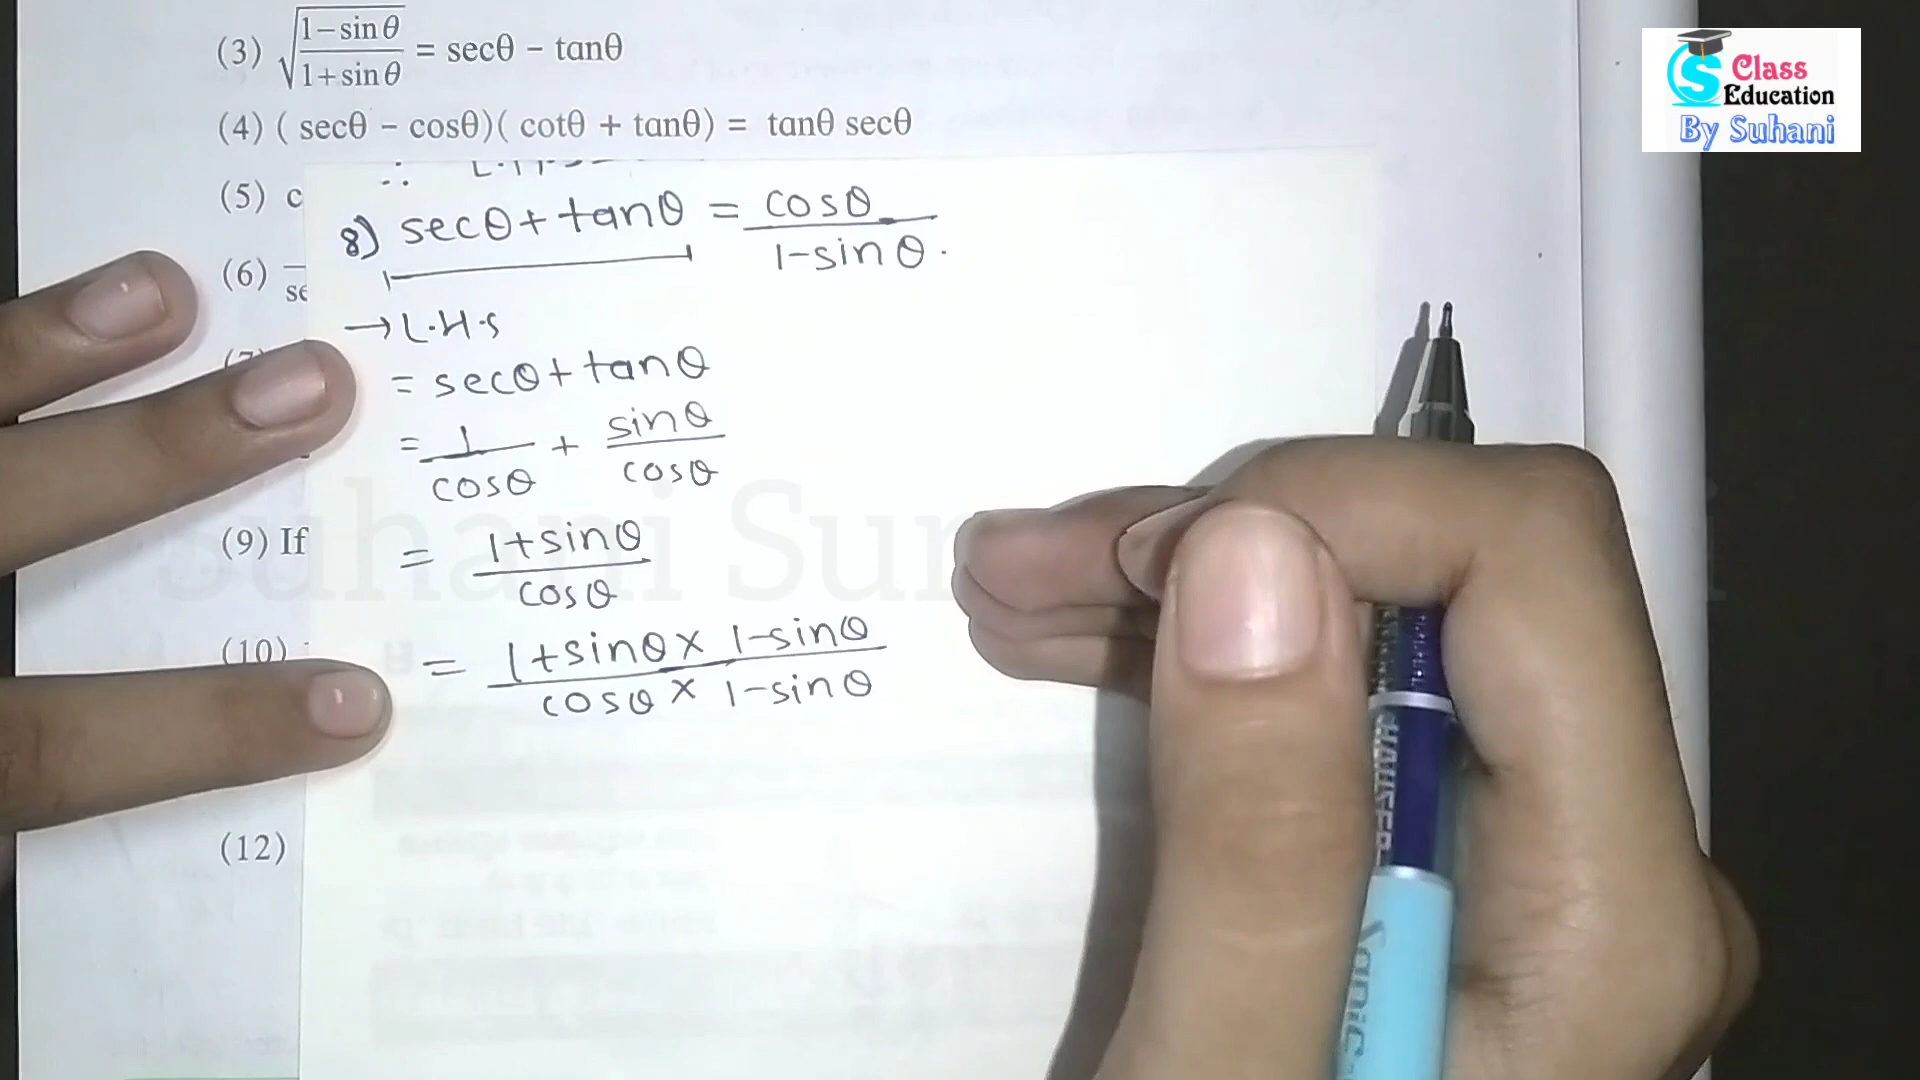 (3) √(1−sinθ / 1+sinθ) = secθ − tanθ
(4) ( secθ − cosθ)( cotθ + tanθ) = tanθ secθ
∴ L.H.S
(5) c
8) secθ + tanθ = cosθ / 1-sinθ.
(6)
se
→ L.H.S
= secθ + tanθ
= 1/cosθ + sinθ/cosθ
(9) If
= 1+sinθ / cosθ
(10)
= 1+sinθ × 1-sinθ / cosθ × 1-sinθ
(12)
S Class
Education
By Suhani